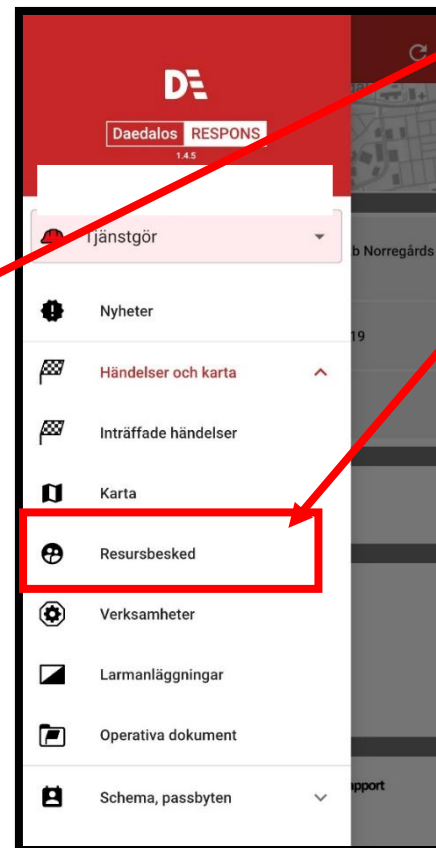 DE
Daedalos RESPONS
1.4.5
Tjänstgör
Nyheter
Händelser och karta
Inträffade händelser
Karta
Resursbesked
Verksamheter
Larmanläggningar
Operativa dokument
Schema, passbyten
b Norregårds
19